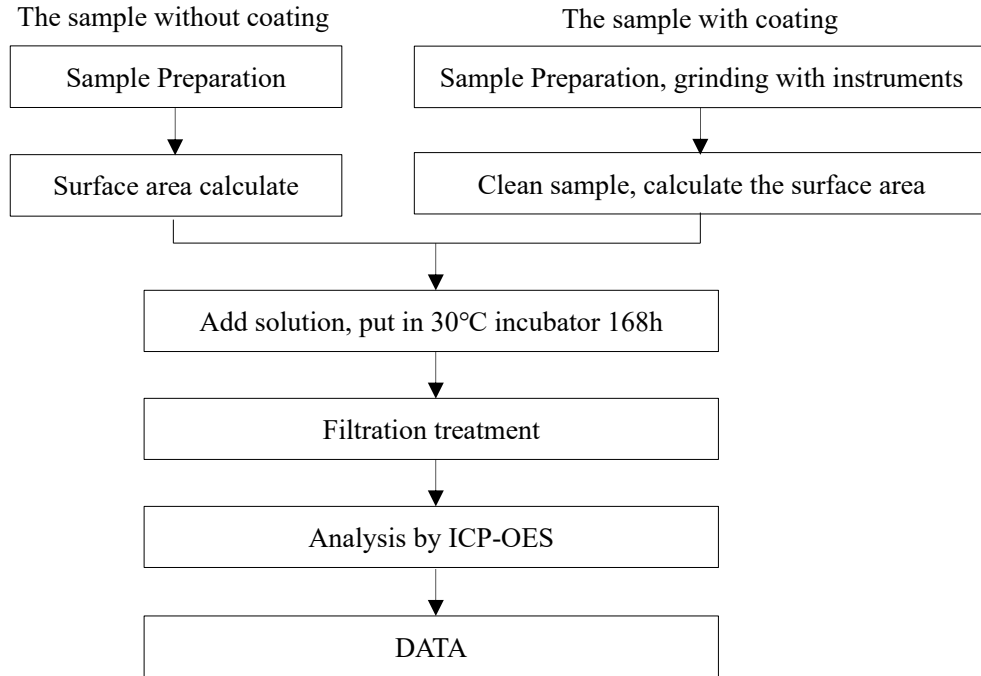 The sample without coating
The sample with coating
Sample Preparation
Sample Preparation, grinding with instruments
Surface area calculate
Clean sample, calculate the surface area
Add solution, put in 30℃ incubator 168h
Filtration treatment
Analysis by ICP-OES
DATA